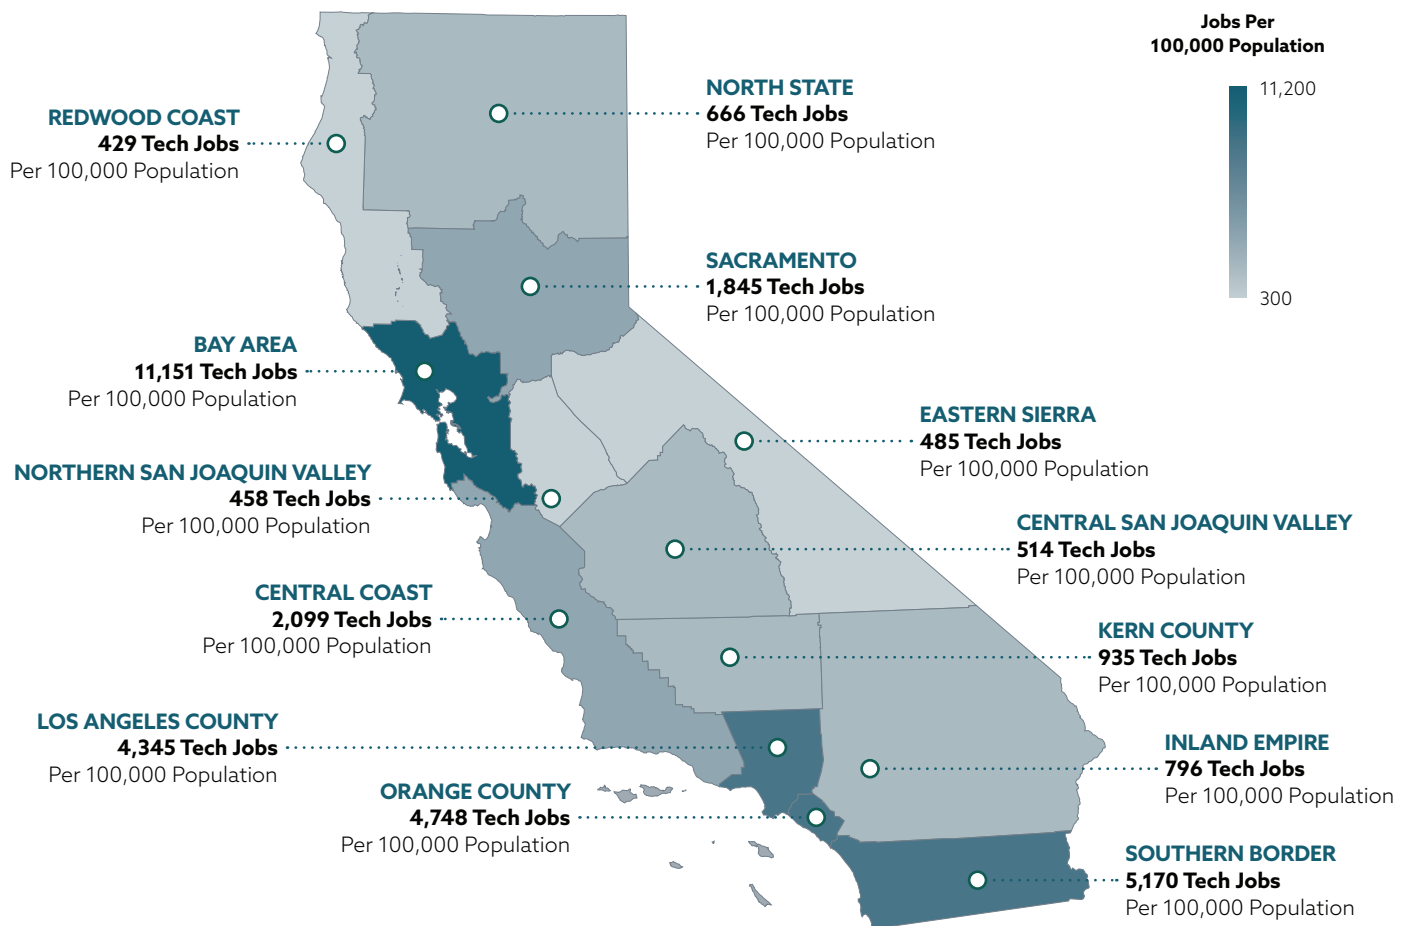 Jobs Per
100,000 Population
11,200
300
NORTH STATE
666 Tech Jobs
Per 100,000 Population
REDWOOD COAST
429 Tech Jobs
Per 100,000 Population
SACRAMENTO
1,845 Tech Jobs
Per 100,000 Population
BAY AREA
11,151 Tech Jobs
Per 100,000 Population
EASTERN SIERRA
485 Tech Jobs
Per 100,000 Population
NORTHERN SAN JOAQUIN VALLEY
458 Tech Jobs
Per 100,000 Population
CENTRAL SAN JOAQUIN VALLEY
514 Tech Jobs
Per 100,000 Population
CENTRAL COAST
2,099 Tech Jobs
Per 100,000 Population
KERN COUNTY
935 Tech Jobs
Per 100,000 Population
LOS ANGELES COUNTY
4,345 Tech Jobs
Per 100,000 Population
INLAND EMPIRE
796 Tech Jobs
Per 100,000 Population
ORANGE COUNTY
4,748 Tech Jobs
Per 100,000 Population
SOUTHERN BORDER
5,170 Tech Jobs
Per 100,000 Population